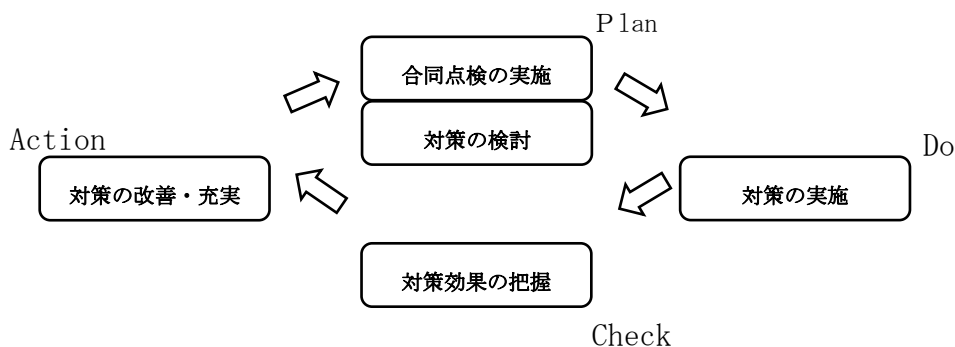 Plan
合同点検の実施
対策の検討
Action
Do
対策の改善・充実
対策の実施
対策効果の把握
Check